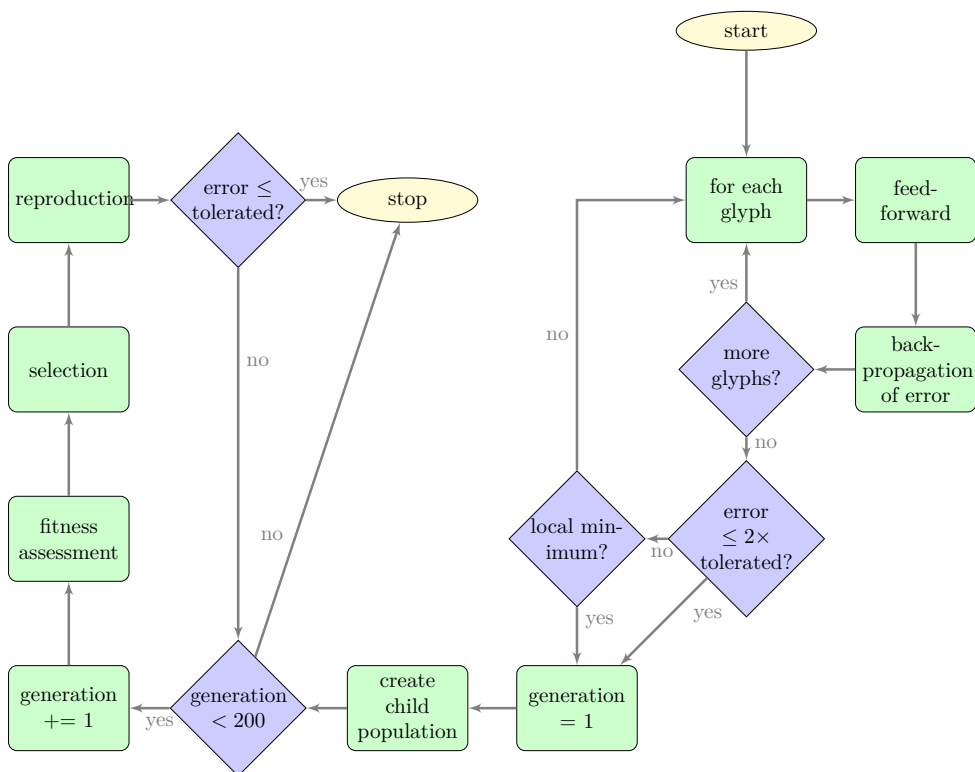 start
reproduction
error ≤
tolerated?
yes
stop
for each
glyph
feed-
forward
yes
no
no
selection
more
glyphs?
back-
propagation
of error
no
fitness
assessment
no
local min-
imum?
no
error
≤ 2×
tolerated?
yes
yes
generation
+= 1
yes
generation
< 200
create
child
population
generation
= 1